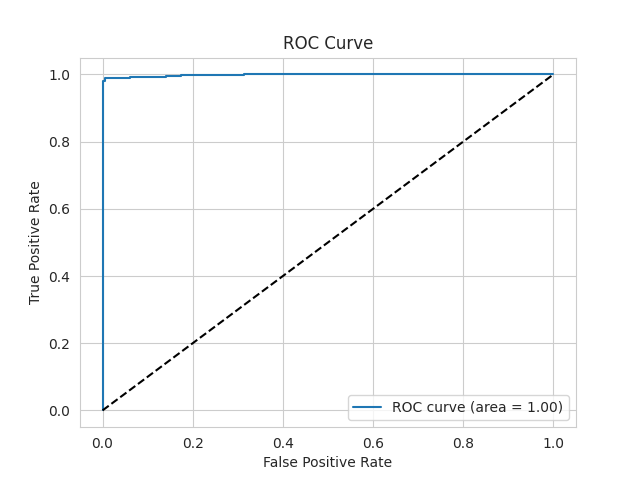 ROC Curve
1.0
0.8
0.6
0.4
0.2
0.0
True Positive Rate
ROC curve (area = 1.00)
0.0 0.2 0.4 0.6 0.8 1.0
False Positive Rate